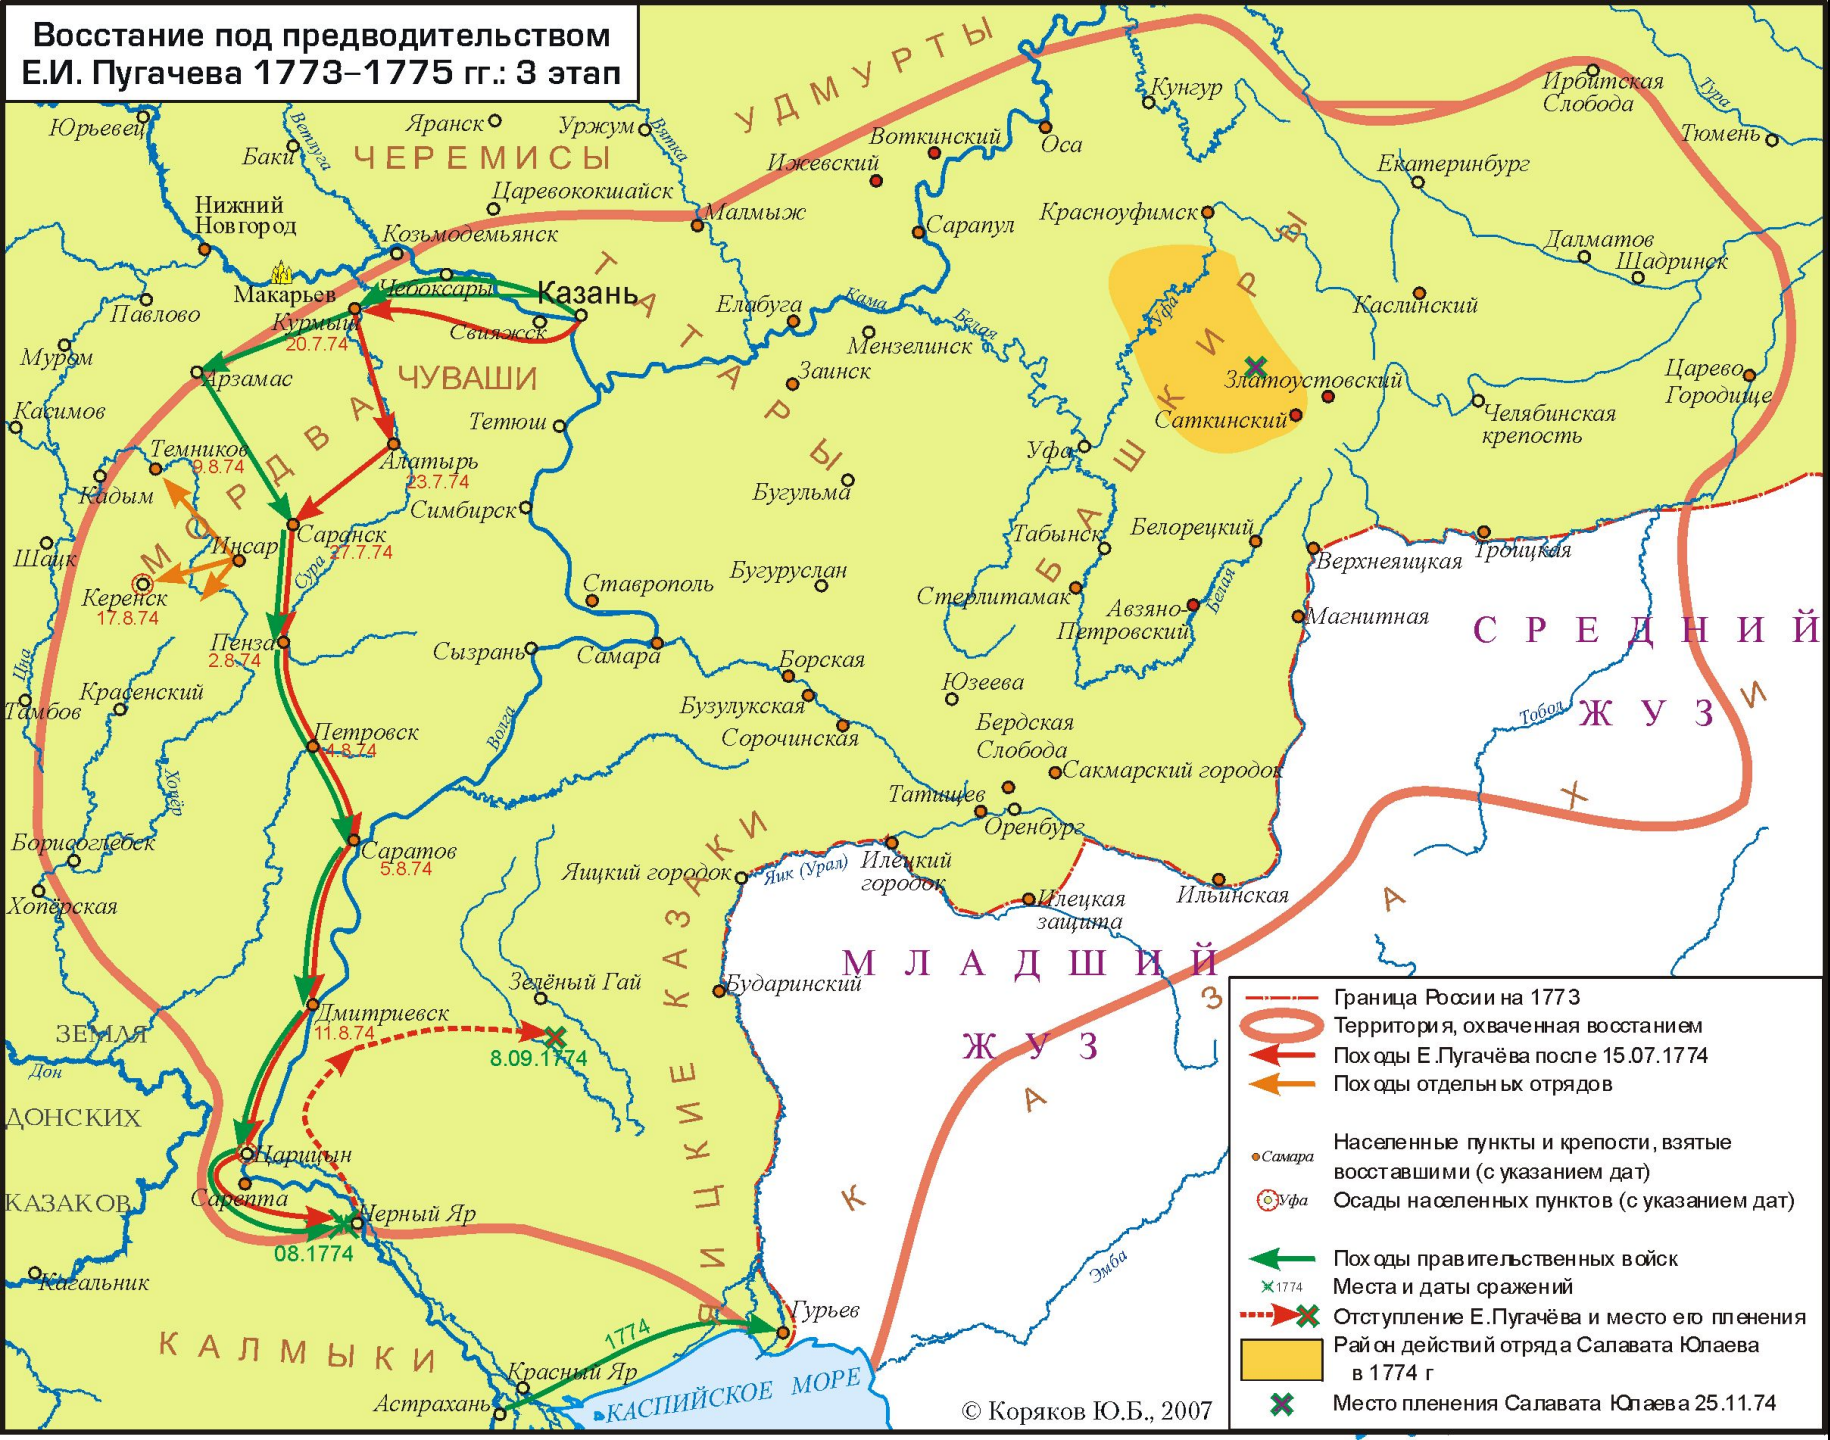 Восстание под предводительством
Е.И. Пугачева 1773–1775 гг.: 3 этап
УДМУРТЫ
Кунгур
Ирбитская
Слобода
Тура
Тюмень
Юрьевец
Ветлуга
Баки
Яранск
Уржум
Вятка
ЧЕРЕМИСЫ
Воткинский
Ижевский
Оса
Екатеринбург
Царевококшайск
Малмыж
Сарапул
Красноуфимск
Нижний
Новгород
Козьмодемьянск
Далматов
Шадринск
Макарьев
Чебоксары
Казань
ТАТАРЫ
Елабуга
Кама
Белая
Уфа
БАШКИРЫ
Каслинский
Павлово
Курмыш
20.7.74
Свияжск
Мензелинск
Муром
Арзамас
ЧУВАШИ
Заинск
Златоустовский
Царево
Городище
Касимов
МОРДВА
Тетюш
Саткинский
Челябинская
крепость
Темников
9.8.74
Алатырь
23.7.74
Уфа
Кадым
Симбирск
Бугульма
Шацк
Инсар
Саранск
27.7.74
Сура
Табынск
Белорецкий
Верхнеяицкая
Троицкая
Керенск
17.8.74
Ставрополь
Бугуруслан
Стерлитамак
Авзяно-
Петровский
Белая
Магнитная
СРЕДНИЙ
ЖУЗ
Пенза
2.8.74
Сызрань
Самара
Борская
Цна
Тамбов
Красенский
Бузулукская
Сорочинская
Юзеева
Бердская
Слобода
Тобол
Хопёр
Петровск
4.8.74
Волга
Сакмарский городок
Татищев
Оренбург
Борисоглебск
Саратов
5.8.74
Яицкий городок
Яик (Урал)
Илецкий
городок
Илецкая
защита
Ильинская
Хопёрская
ЯИЦКИЕ КАЗАКИ
МЛАДШИЙ
ЖУЗ
КАЗАХИ
Зелёный Гай
Бударинский
Дмитриевск
11.8.74
8.09.1774
ЗЕМЛЯ
Дон
ДОНСКИХ
КАЗАКОВ
Царицын
Сарепта
Черный Яр
08.1774
Кагальник
Эмба
КАЛМЫКИ
1774
Гурьев
Красный Яр
Астрахань
КАСПИЙСКОЕ МОРЕ
© Коряков Ю.Б., 2007
Граница России на 1773
Территория, охваченная восстанием
Походы Е.Пугачёва после 15.07.1774
Походы отдельных отрядов
Самара
Населенные пункты и крепости, взятые
восставшими (с указанием дат)
Уфа
Осады населенных пунктов (с указанием дат)
Походы правительственных войск
1774
Места и даты сражений
Отступление Е.Пугачёва и место его пленения
Район действий отряда Салавата Юлаева
в 1774 г
Место пленения Салавата Юлаева 25.11.74